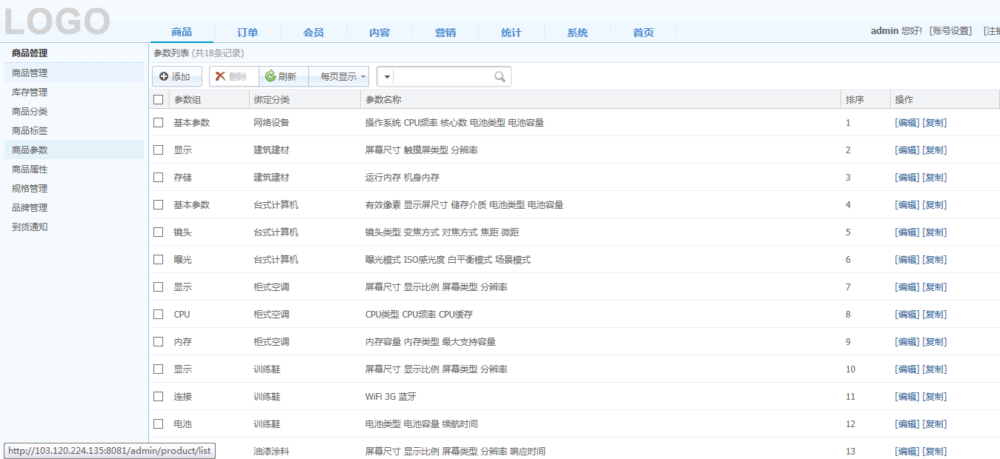 LOGO
商品 订单 会员 内容 营销 统计 系统 首页
admin 您好! [账号设置] [注
商品管理
商品管理
库存管理
商品分类
商品标签
商品参数
商品属性
规格管理
品牌管理
到货通知
参数列表 (共18条记录)
添加 删除 刷新 每页显示
参数组 绑定分类 参数名称 排序 操作
基本参数 网络设备 操作系统 CPU频率 核心数 电池类型 电池容量 1 [编辑] [复制]
显示 建筑建材 屏幕尺寸 触摸屏类型 分辨率 2 [编辑] [复制]
存储 建筑建材 运行内存 机身内存 3 [编辑] [复制]
基本参数 台式计算机 有效像素 显示屏尺寸 储存介质 电池类型 电池容量 4 [编辑] [复制]
镜头 台式计算机 镜头类型 变焦方式 对焦方式 焦距 微距 5 [编辑] [复制]
曝光 台式计算机 曝光模式 ISO感光度 白平衡模式 场景模式 6 [编辑] [复制]
显示 柜式空调 屏幕尺寸 显示比例 屏幕类型 分辨率 7 [编辑] [复制]
CPU 柜式空调 CPU类型 CPU频率 CPU缓存 8 [编辑] [复制]
内存 柜式空调 内存容量 内存类型 最大支持容量 9 [编辑] [复制]
显示 训练鞋 屏幕尺寸 显示比例 屏幕类型 分辨率 10 [编辑] [复制]
连接 训练鞋 WiFi 3G 蓝牙 11 [编辑] [复制]
电池 训练鞋 电池类型 电池容量 续航时间 12 [编辑] [复制]
油漆涂料 屏幕尺寸 显示比例 屏幕类型 分辨率 响应时间 13 [编辑] [复制]
http://103.120.224.135:8081/admin/product/list